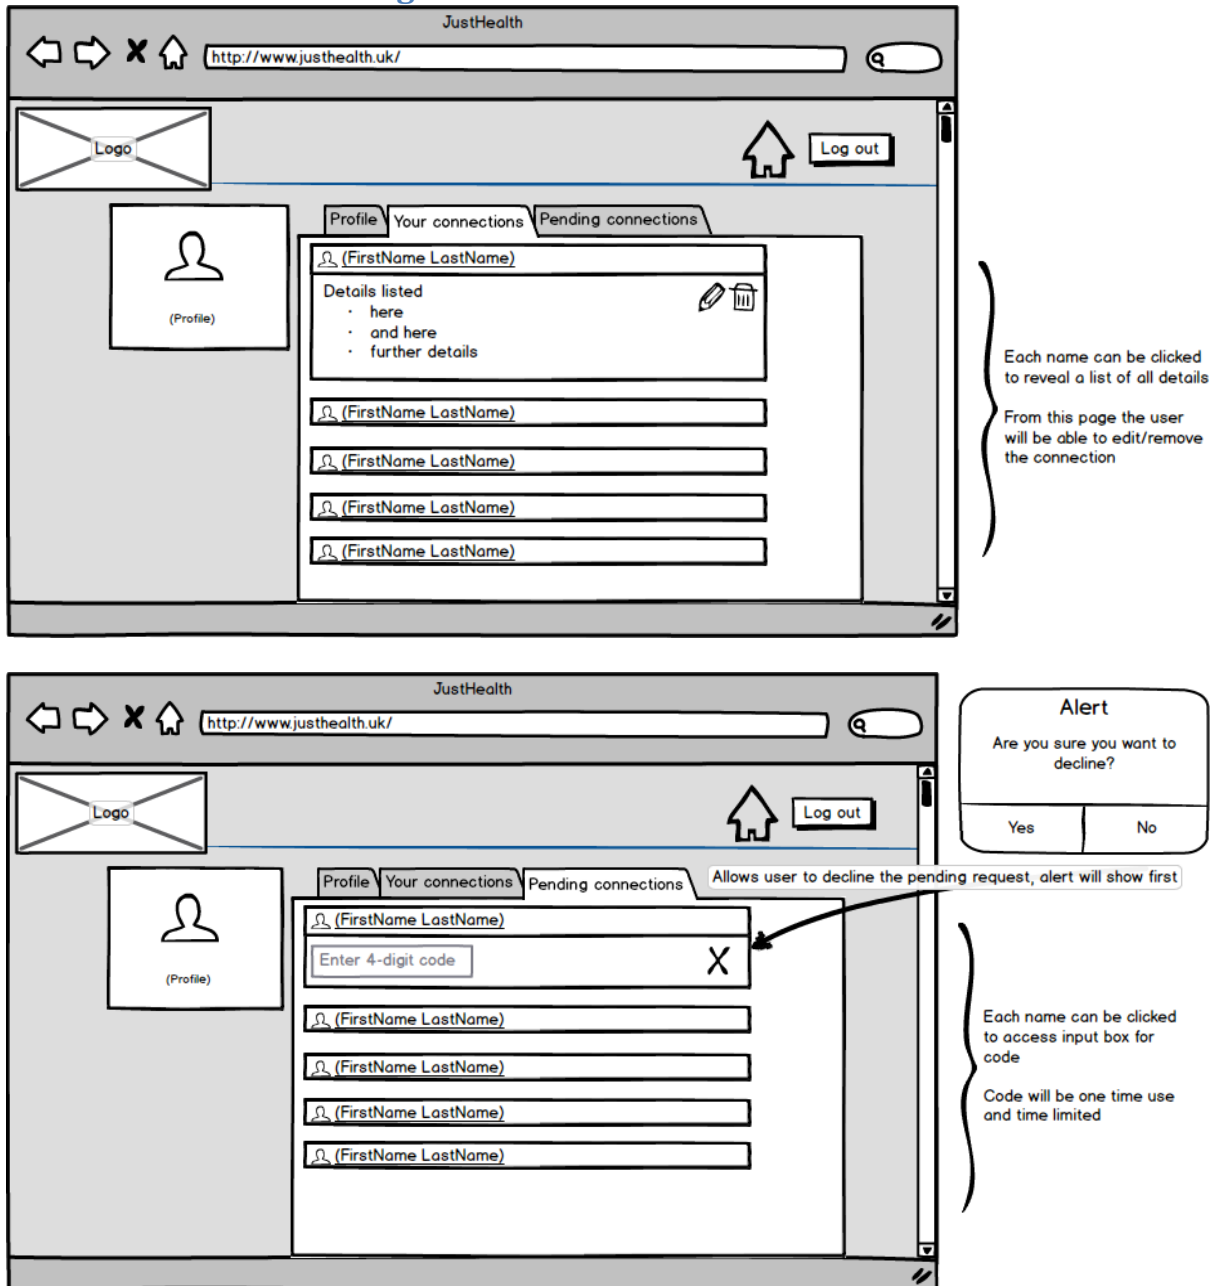 JustHealth
http://www.justhealth.uk/
Logo
Log out
Profile
Your connections
Pending connections
(Profile)
(FirstName LastName)
Details listed
· here
· and here
· further details
(FirstName LastName)
(FirstName LastName)
(FirstName LastName)
(FirstName LastName)
Each name can be clicked
to reveal a list of all details
From this page the user
will be able to edit/remove
the connection
JustHealth
http://www.justhealth.uk/
Logo
Log out
Alert
Are you sure you want to
decline?
Yes
No
Profile
Your connections
Pending connections
Allows user to decline the pending request, alert will show first
(Profile)
(FirstName LastName)
Enter 4-digit code
X
(FirstName LastName)
(FirstName LastName)
(FirstName LastName)
(FirstName LastName)
Each name can be clicked
to access input box for
code
Code will be one time use
and time limited